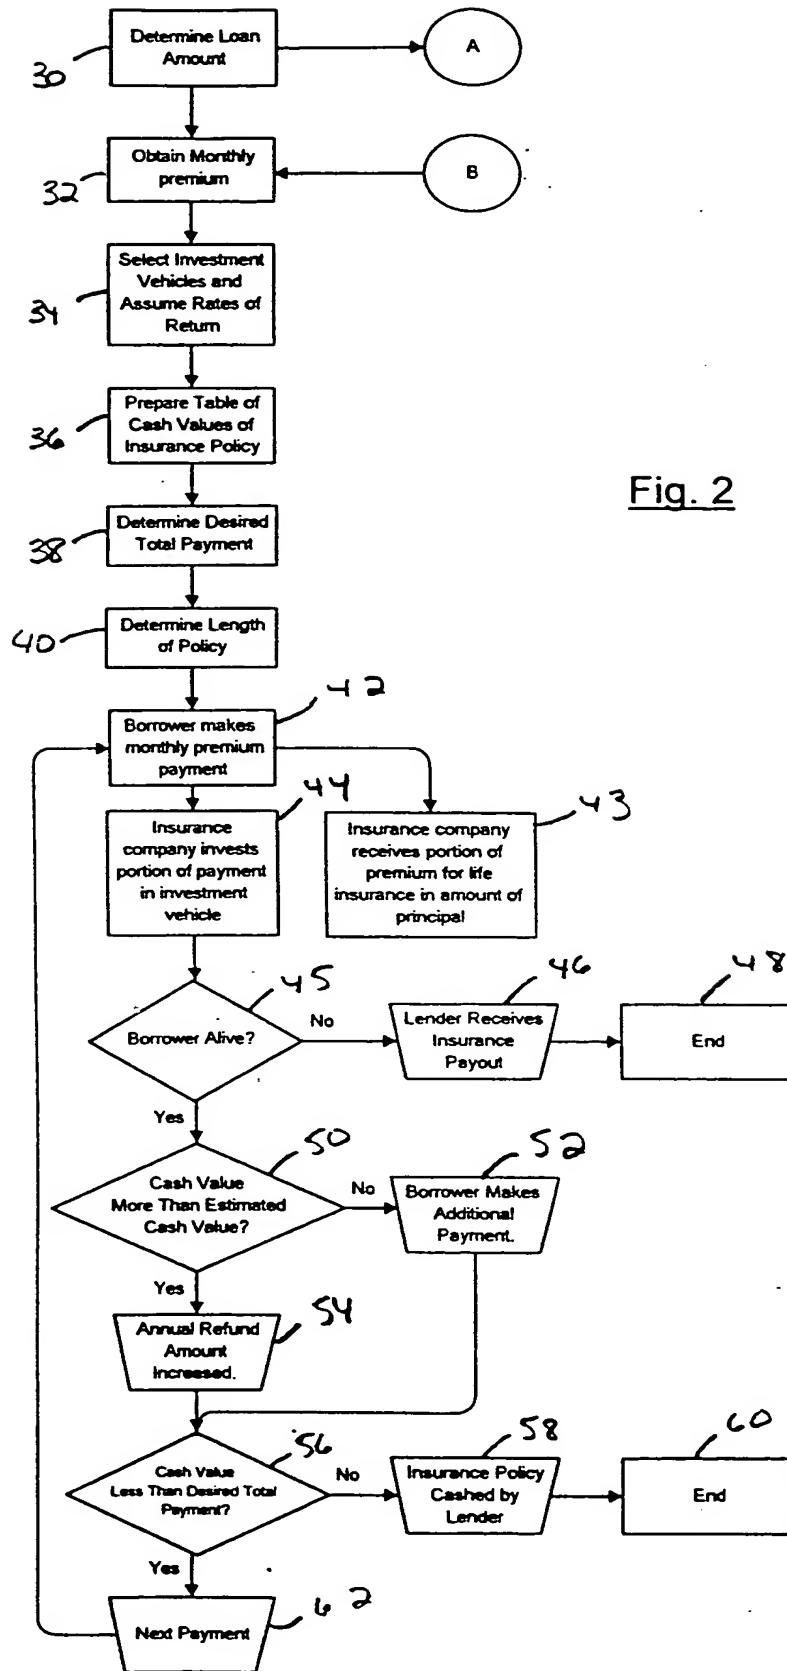 Determine Loan
Amount
A
30
Obtain Monthly
premium
B
32
Select Investment
Vehicles and
Assume Rates of
Return
34
Prepare Table of
Cash Values of
Insurance Policy
36
Fig. 2
Determine Desired
Total Payment
38
Determine Length
of Policy
40
42
Borrower makes
monthly premium
payment
44
43
Insurance
company invests
portion of payment
in investment
vehicle
Insurance company
receives portion of
premium for life
insurance in amount of
principal
45
46
48
Borrower Alive?
No
Lender Receives
Insurance
Payout
End
Yes
50
52
Cash Value
More Than Estimated
Cash Value?
No
Borrower Makes
Additional
Payment.
Yes
54
Annual Refund
Amount
Increased.
56
58
60
Cash Value
Less Than Desired Total
Payment?
No
Insurance Policy
Cashed by
Lender
End
Yes
62
Next Payment